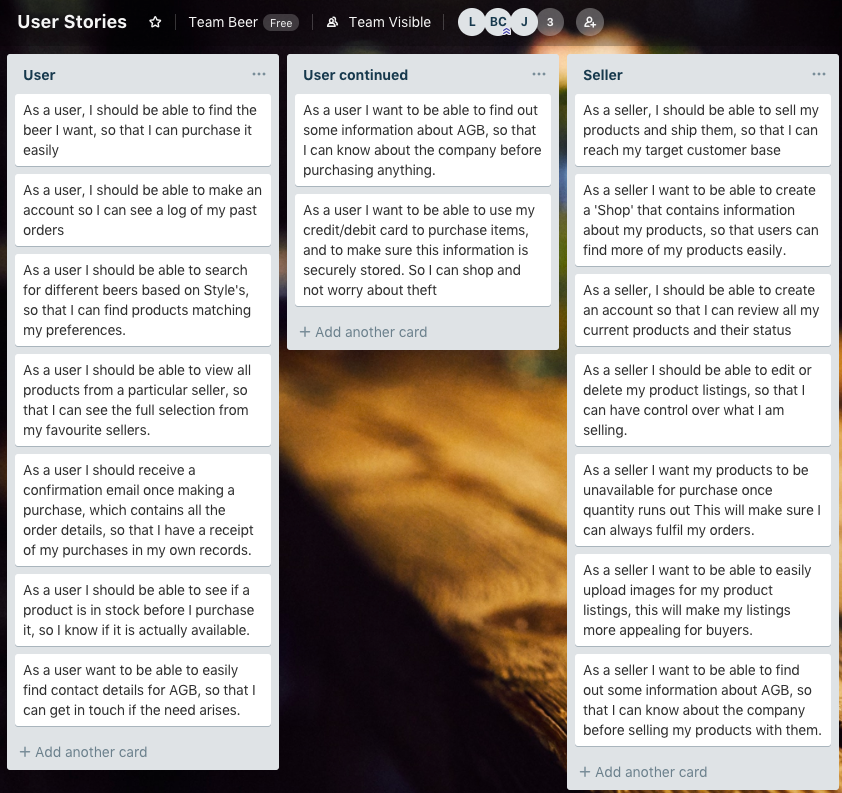 User Stories
Team Beer Free
Team Visible
L BC J 3
User
As a user, I should be able to find the
beer I want, so that I can purchase it
easily
As a user, I should be able to make an
account so I can see a log of my past
orders
As a user I should be able to search
for different beers based on Style's,
so that I can find products matching
my preferences.
As a user I should be able to view all
products from a particular seller, so
that I can see the full selection from
my favourite sellers.
As a user I should receive a
confirmation email once making a
purchase, which contains all the
order details, so that I have a receipt
of my purchases in my own records.
As a user I should be able to see if a
product is in stock before I purchase
it, so I know if it is actually available.
As a user want to be able to easily
find contact details for AGB, so that I
can get in touch if the need arises.
+ Add another card
User continued
As a user I want to be able to find out
some information about AGB, so that
I can know about the company before
purchasing anything.
As a user I want to be able to use my
credit/debit card to purchase items,
and to make sure this information is
securely stored. So I can shop and
not worry about theft
+ Add another card
Seller
As a seller, I should be able to sell my
products and ship them, so that I can
reach my target customer base
As a seller I want to be able to create
a 'Shop' that contains information
about my products, so that users can
find more of my products easily.
As a seller, I should be able to create
an account so that I can review all my
current products and their status
As a seller I should be able to edit or
delete my product listings, so that I
can have control over what I am
selling.
As a seller I want my products to be
unavailable for purchase once
quantity runs out This will make sure I
can always fulfil my orders.
As a seller I want to be able to easily
upload images for my product
listings, this will make my listings
more appealing for buyers.
As a seller I want to be able to find
out some information about AGB, so
that I can know about the company
before selling my products with them.
+ Add another card